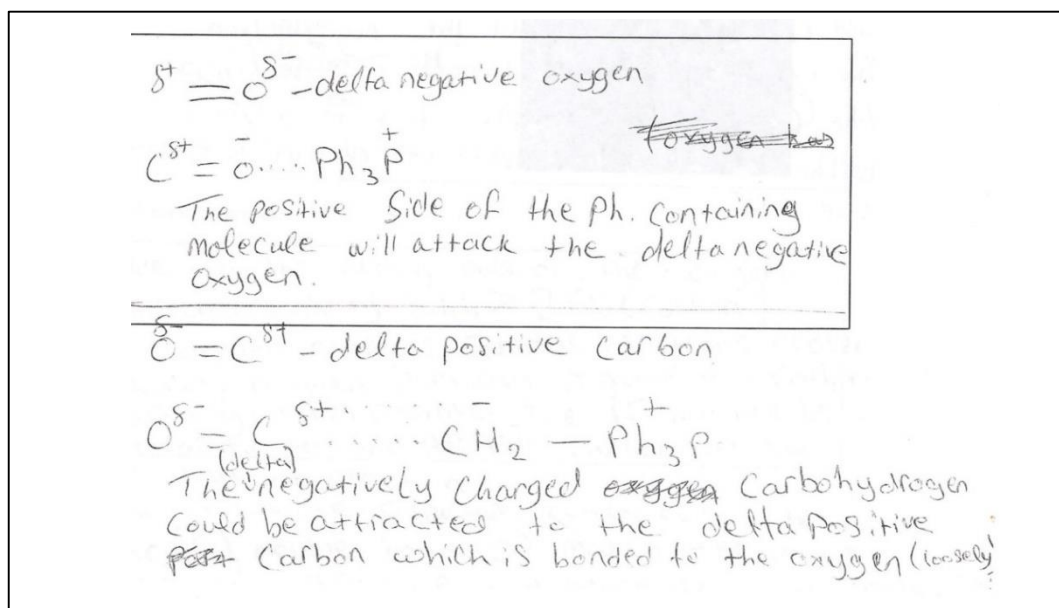 δ+ = O δ- – delta negative oxygen
C δ+ = O - ..... Ph3P +
The positive Side of the Ph. Containing
molecule will attack the delta negative
oxygen.
O δ- = C δ+ – delta positive carbon
O δ- = C δ+ .......... CH2 - — Ph3P +
(delta)
The negatively charged Carbohydrogen
could be attracted to the delta positive
Carbon which is bonded to the oxygen (loosely)